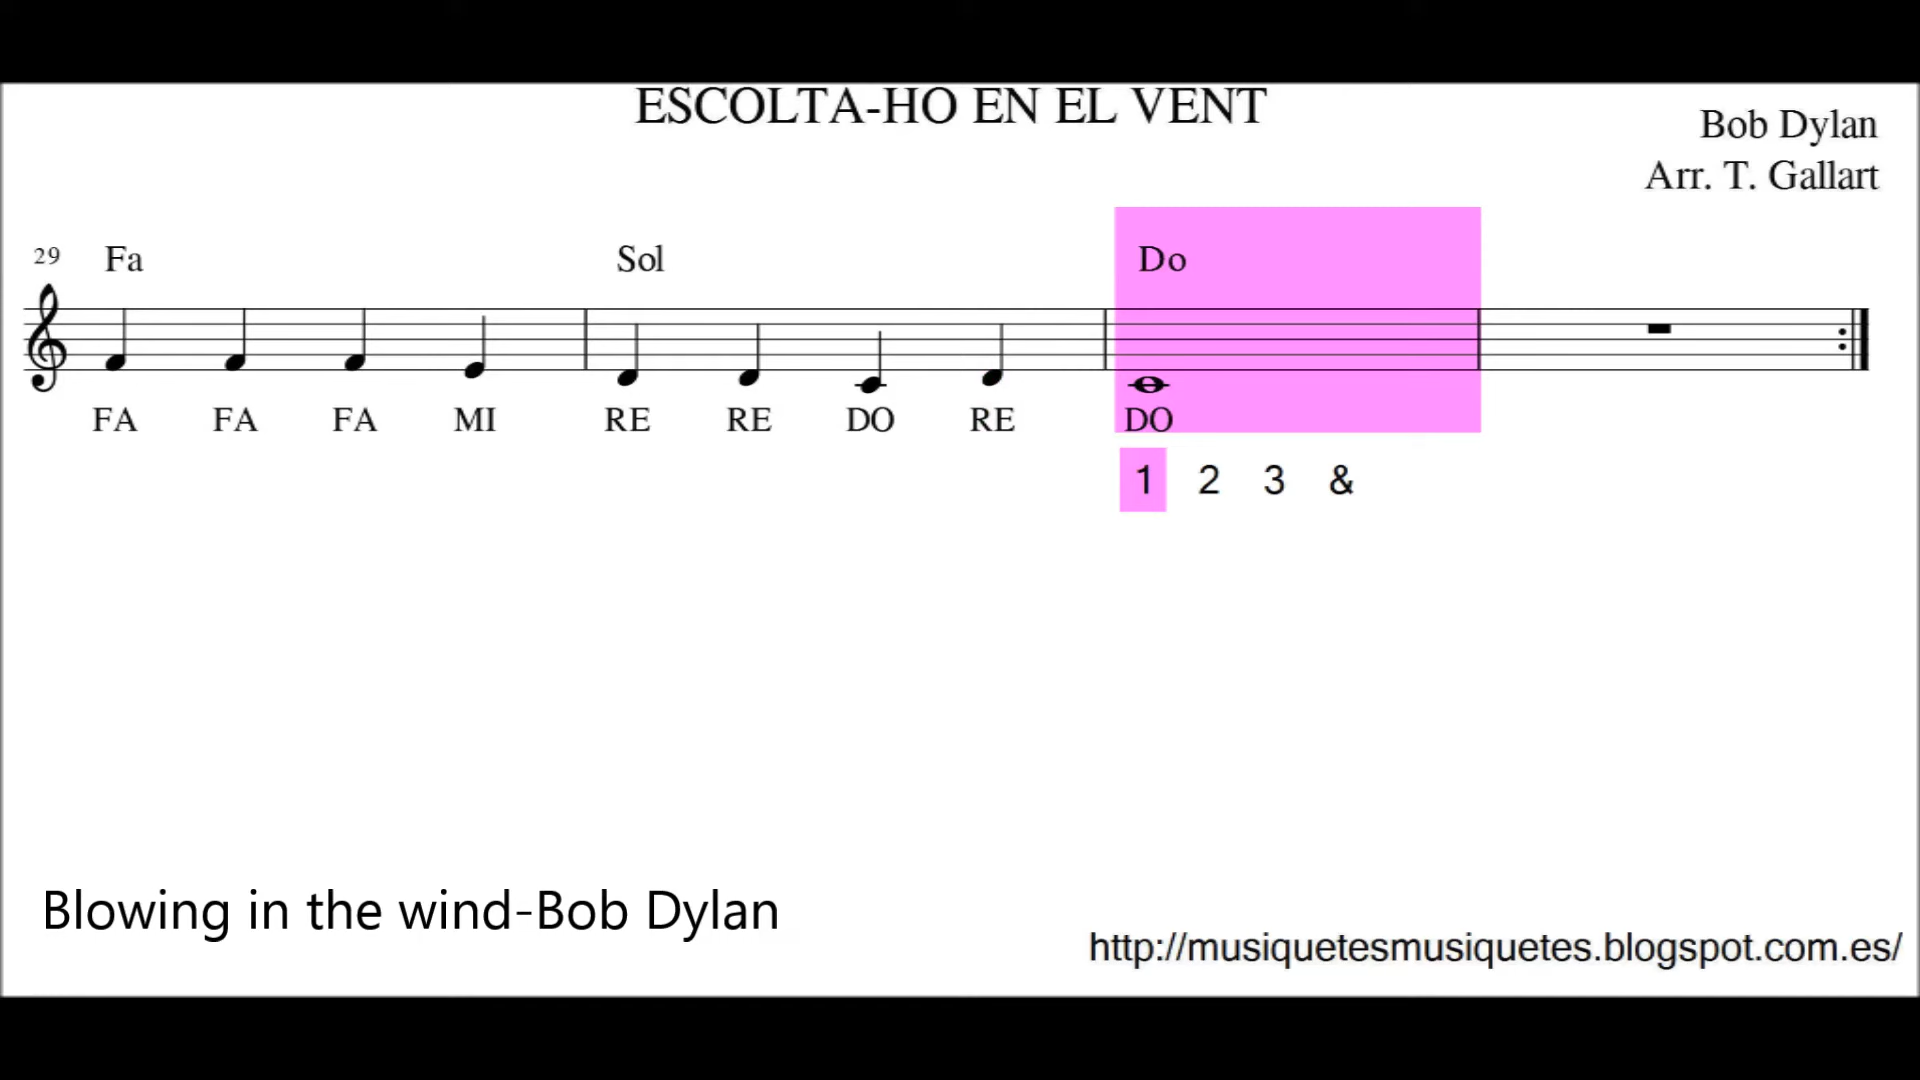 ESCOLTA-HO EN EL VENT
Bob Dylan
Arr. T. Gallart
29 Fa Sol Do
FA FA FA MI RE RE DO RE DO
1 2 3 &
Blowing in the wind-Bob Dylan
http://musiquetesmusiquetes.blogspot.com.es/